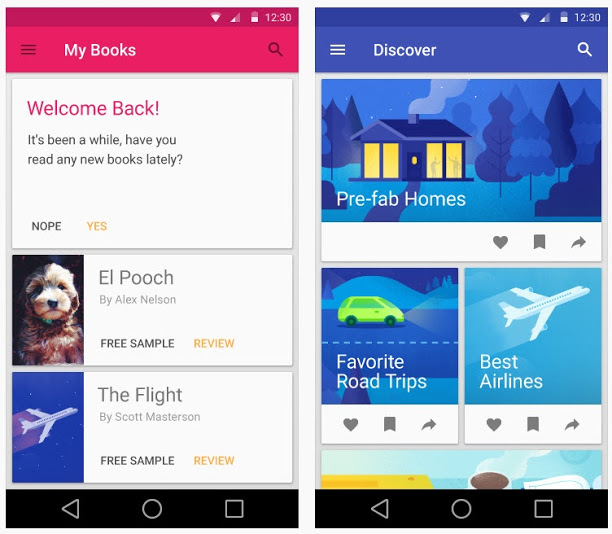 12:30
My Books
Welcome Back!
It's been a while, have you
read any new books lately?
NOPE YES
El Pooch
By Alex Nelson
FREE SAMPLE REVIEW
The Flight
By Scott Masterson
FREE SAMPLE REVIEW
12:30
Discover
Pre-fab Homes
Favorite
Road Trips
Best
Airlines